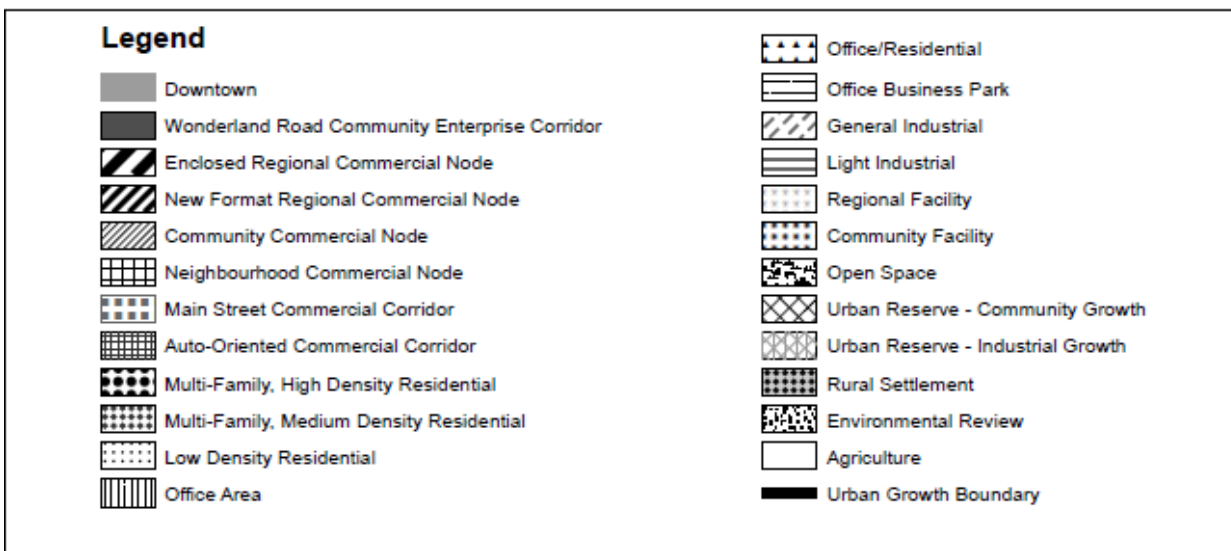 Legend
Downtown
Wonderland Road Community Enterprise Corridor
Enclosed Regional Commercial Node
New Format Regional Commercial Node
Community Commercial Node
Neighbourhood Commercial Node
Main Street Commercial Corridor
Auto-Oriented Commercial Corridor
Multi-Family, High Density Residential
Multi-Family, Medium Density Residential
Low Density Residential
Office Area
Office/Residential
Office Business Park
General Industrial
Light Industrial
Regional Facility
Community Facility
Open Space
Urban Reserve - Community Growth
Urban Reserve - Industrial Growth
Rural Settlement
Environmental Review
Agriculture
Urban Growth Boundary